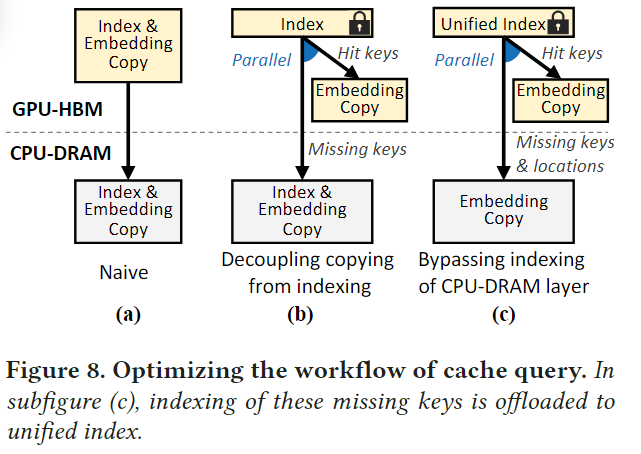 Index &
Embedding
Copy
GPU-HBM
CPU-DRAM
Index &
Embedding
Copy
Naive
(a)
Index
Parallel
Hit keys
Embedding
Copy
Missing keys
Index &
Embedding
Copy
Decoupling copying
from indexing
(b)
Unified Index
Parallel
Hit keys
Embedding
Copy
Missing keys
& locations
Embedding
Copy
Bypassing indexing
of CPU-DRAM layer
(c)
Figure 8. Optimizing the workflow of cache query. In
subfigure (c), indexing of these missing keys is offloaded to
unified index.